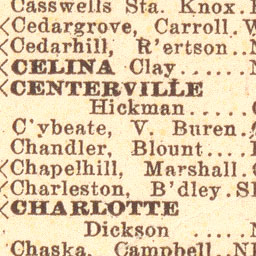 Casswells Sta. Knox.
Cedargrove, Carroll.
Cedarhill, R'ertson..
CELINA Clay......
CENTERVILLE
Hickman.....
C'ybeate, V. Buren.
Chandler, Blount..
Chapelhill, Marshall.
Charleston, B'dley.
CHARLOTTE
Dickson .....
Chaska, Campbell..